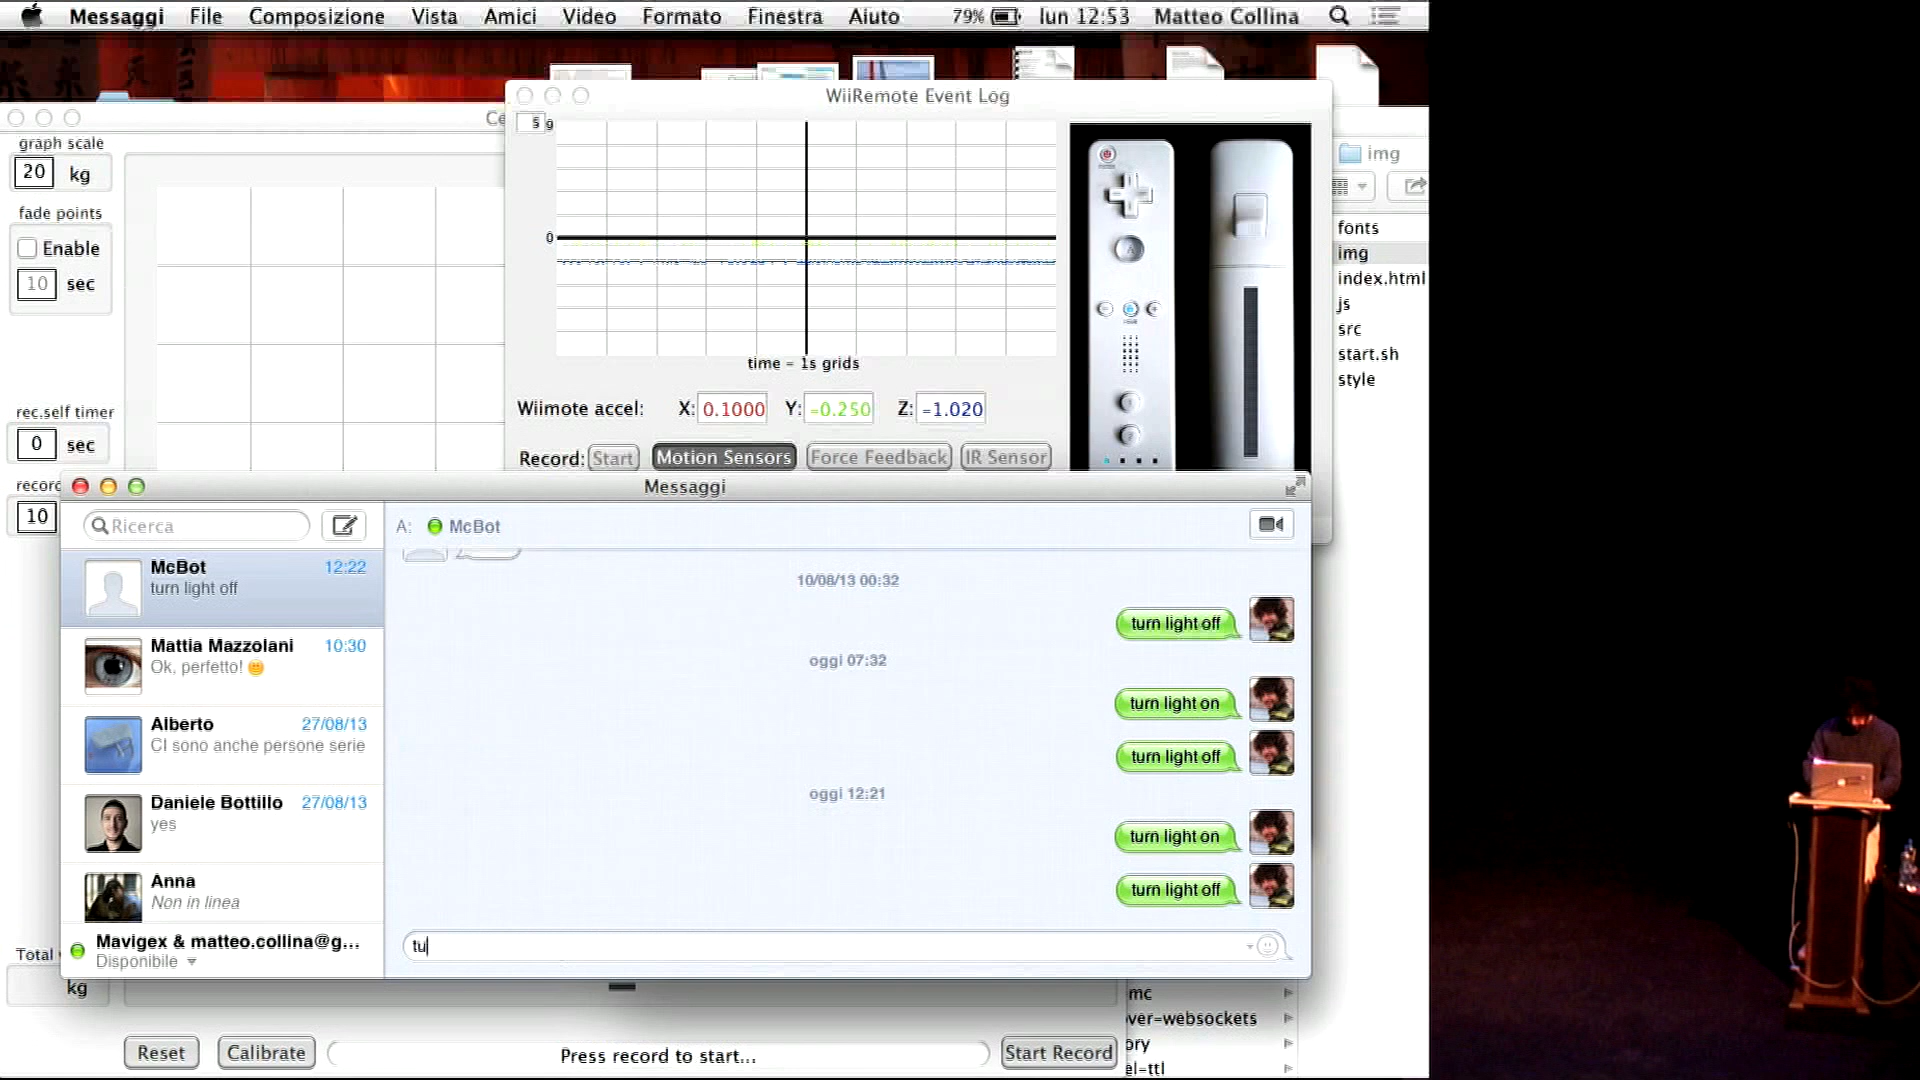 Messaggi File Composizione Vista Amici Video Formato Finestra Aiuto 79% lun 12:53 Matteo Collina
WiiRemote Event Log
graph scale
20 kg
fade points
Enable
10 sec
rec.self timer
0 sec
10
5 g
0
time = 1s grids
Wiimote accel: X: 0.1000 Y: -0.250 Z: -1.020
Record: Start Motion Sensors Force Feedback IR Sensor
img
fonts
img
index.html
js
src
start.sh
style
Messaggi
Ricerca
A: McBot
McBot 12:22
turn light off
Mattia Mazzolani 10:30
Ok, perfetto!
Alberto 27/08/13
CI sono anche persone serie
Daniele Bottillo 27/08/13
yes
Anna
Non in linea
Mavigex & matteo.collina@g...
Disponibile
10/08/13 00:32
turn light off
oggi 07:32
turn light on
turn light off
oggi 12:21
turn light on
turn light off
tu
Total
kg
Reset Calibrate Press record to start... Start Record
mc
ver-websockets
ory
el-ttl